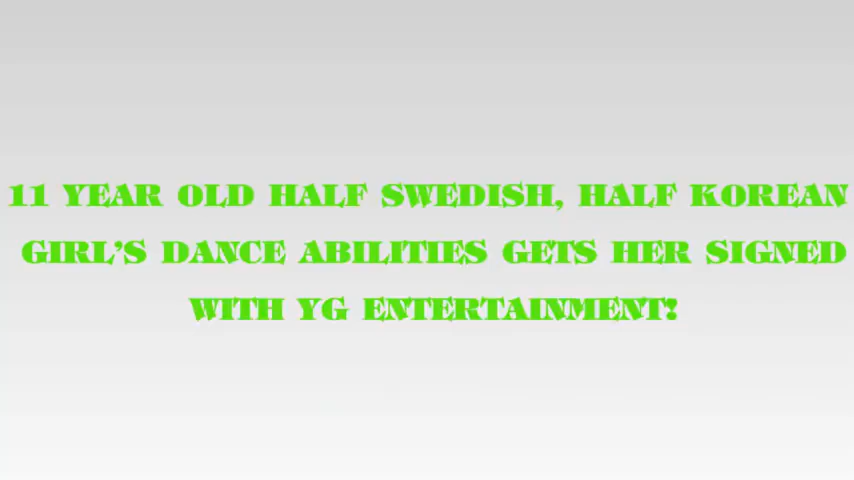 11 YEAR OLD HALF SWEDISH, HALF KOREAN
GIRL’S DANCE ABILITIES GETS HER SIGNED
WITH YG ENTERTAINMENT!